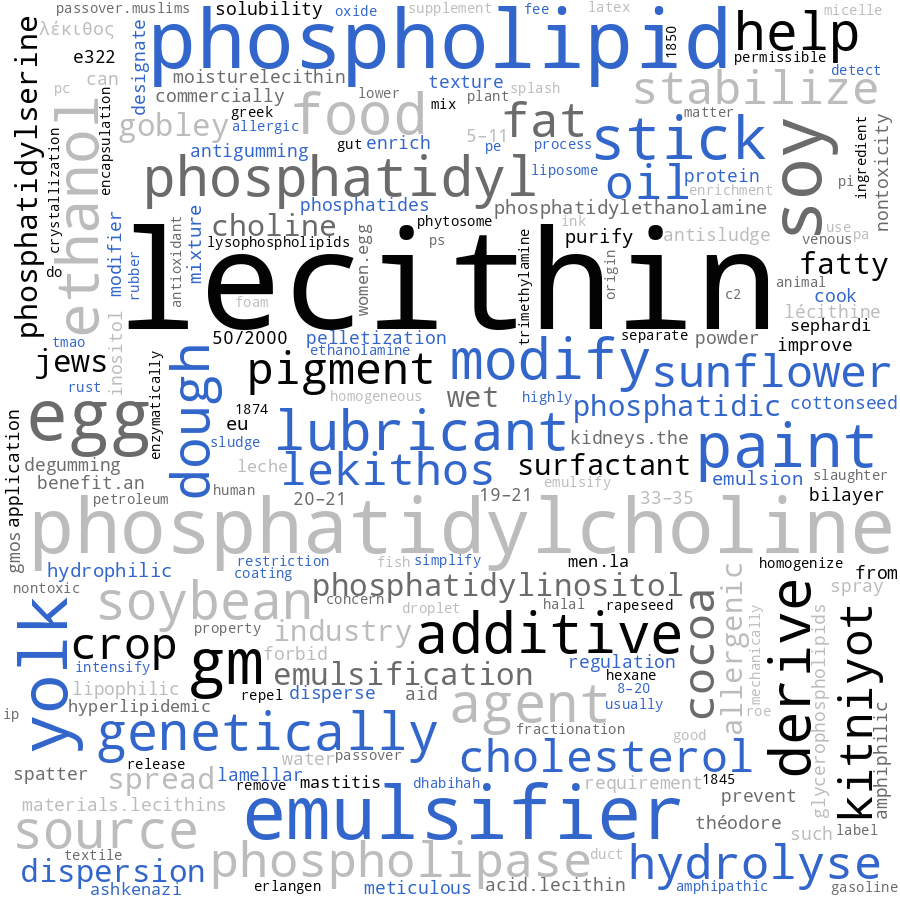 passover.muslims
solubility
oxide
supplement
fee
latex
micelle
λέκιθος
designate
phospholipid
1850
help
e322
permissible
detect
phosphatidylserine
can
moisturelecithin
texture
stabilize
pc
commercially
lower
mix
plant
splash
ethanol
encapsulation
gobley
greek
allergic
food
5–11
fat
matter
stick
soy
ingredient
nontoxicity
crystallization
antigumming
gut
enrich
pe
process
phosphatidyl
liposome
oil
protein
enrichment
pi
phosphatides
phosphatidylethanolamine
modifier
rubber
antioxidant
mixture
choline
lysophospholipids
women.egg
phytosome
ps
ink
purify
origin
antisludge
use
pa
venous
do
lecithin
trimethylamine
fatty
foam
c2
animal
cook
lécithine
sephardi
improve
tmao
inositol
50/2000
pelletization
ethanolamine
separate
powder
jews
enzymatically
dough
pigment
modify
sunflower
rust
homogeneous
wet
highly
phosphatidic
cottonseed
egg
1874
eu
sludge
lubricant
kidneys.the
paint
application
degumming
leche
lekithos
surfactant
emulsion
slaughter
benefit.an
human
emulsify
bilayer
petroleum
20–21
19–21
33–35
gmos
phosphatidylcholine
hydrophilic
restriction
coating
fish
simplify
men.la
homogenize
from
nontoxic
soybean
concern
phosphatidylinositol
droplet
halal
rapeseed
cocoa
allergenic
mechanically
derive
glycerophospholipids
spray
kitniyot
yolk
crop
property
industry
additive
gm
forbid
intensify
emulsification
regulation
hexane
lipophilic
repel
disperse
aid
agent
8–20
usually
roe
hyperlipidemic
ip
genetically
fractionation
good
amphiphilic
water
passover
cholesterol
spatter
release
spread
lamellar
remove
mastitis
dhabihah
requirement
1845
prevent
materials.lecithins
emulsifier
théodore
label
source
such
textile
dispersion
phospholipase
duct
hydrolyse
ashkenazi
erlangen
meticulous
acid.lecithin
amphipathic
gasoline